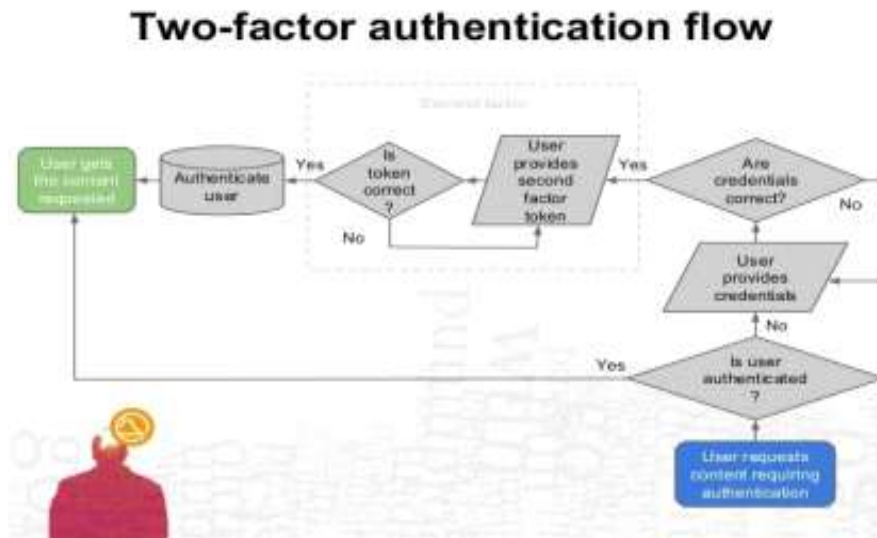 Two-factor authentication flow
Second factor
User gets
the content
requested
Authenticate
user
Yes
Is
token
correct
?
No
User
provides
second
factor
token
Yes
Are
credentials
correct?
No
User
provides
credentials
No
Is user
authenticated
?
Yes
User requests
content requiring
authentication